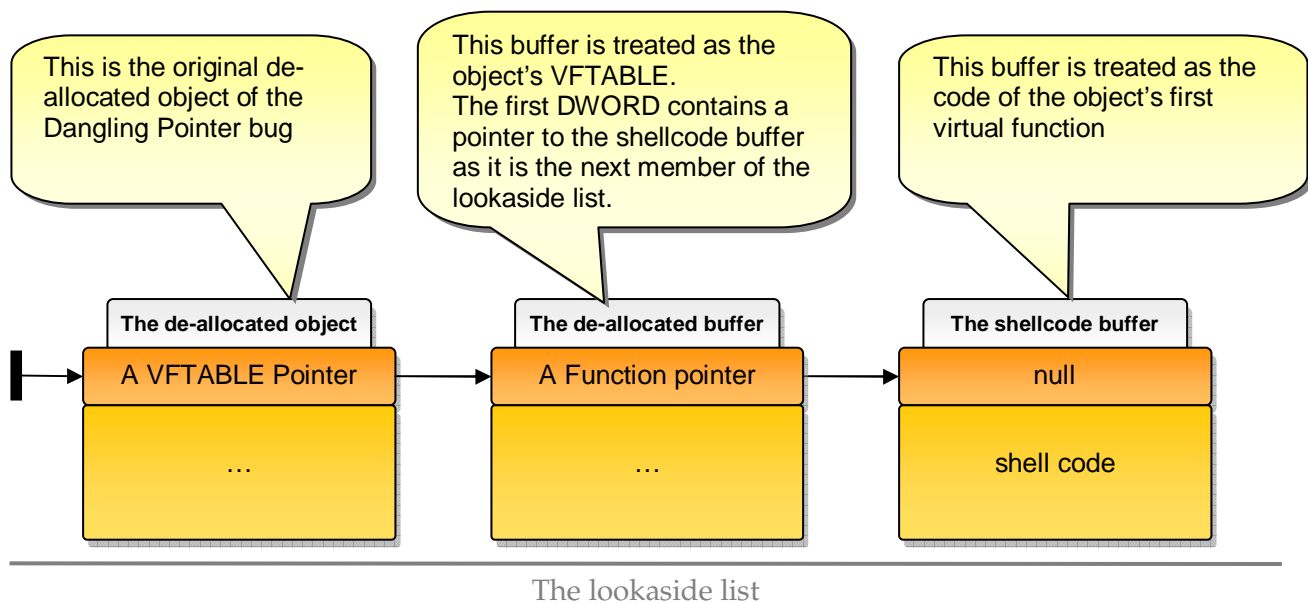 This is the original de-
allocated object of the
Dangling Pointer bug
This buffer is treated as the
object's VFTABLE.
The first DWORD contains a
pointer to the shellcode buffer
as it is the next member of the
lookaside list.
This buffer is treated as the
code of the object's first
virtual function
The de-allocated object
A VFTABLE Pointer
...
The de-allocated buffer
A Function pointer
...
The shellcode buffer
null
shell code
The lookaside list